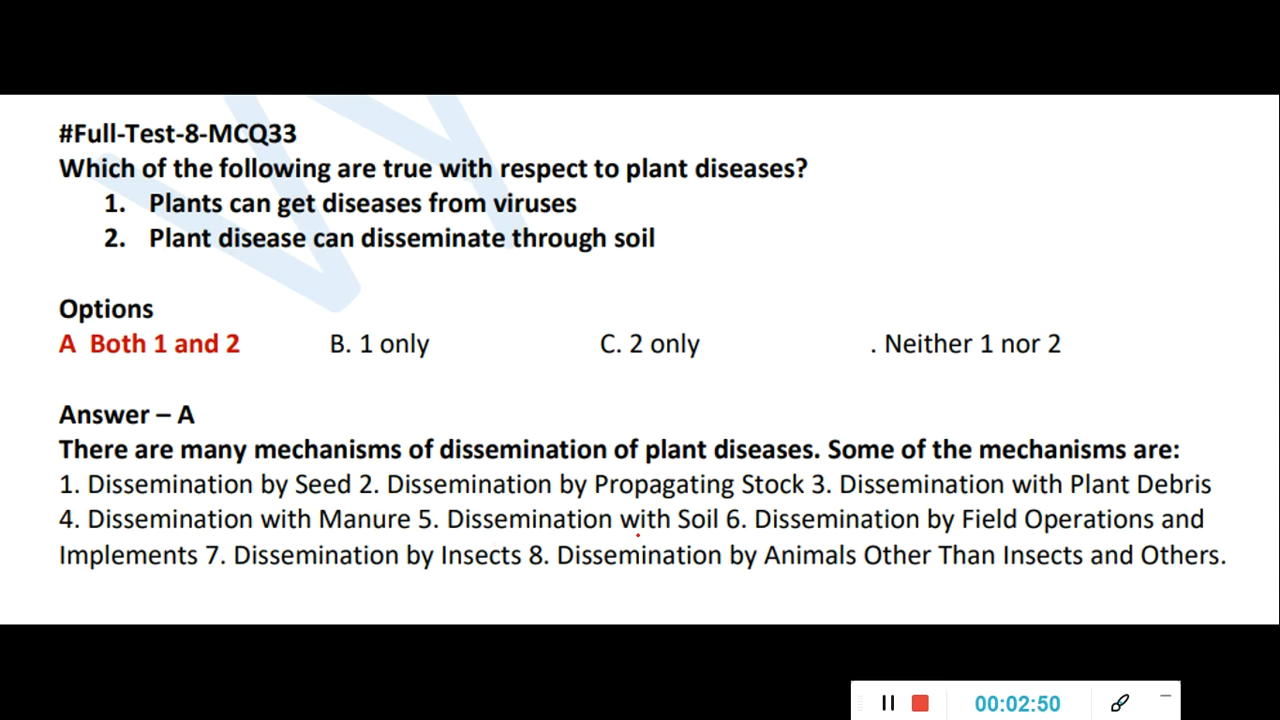 #Full-Test-8-MCQ33
Which of the following are true with respect to plant diseases?
1. Plants can get diseases from viruses
2. Plant disease can disseminate through soil
Options
A Both 1 and 2 B. 1 only C. 2 only . Neither 1 nor 2
Answer – A
There are many mechanisms of dissemination of plant diseases. Some of the mechanisms are:
1. Dissemination by Seed 2. Dissemination by Propagating Stock 3. Dissemination with Plant Debris
4. Dissemination with Manure 5. Dissemination with Soil 6. Dissemination by Field Operations and
Implements 7. Dissemination by Insects 8. Dissemination by Animals Other Than Insects and Others.
00:02:50